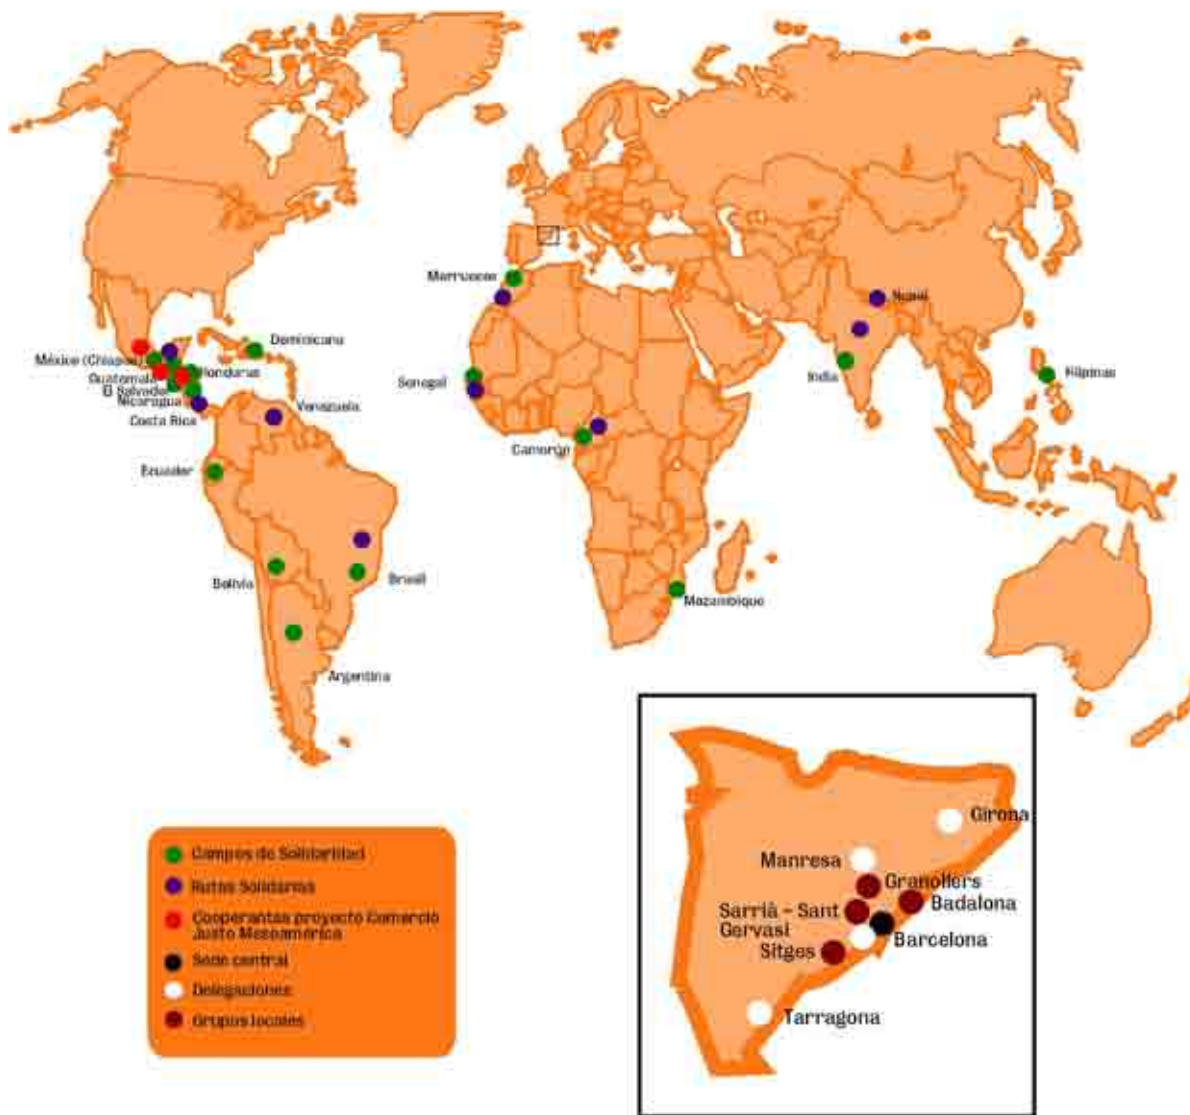 Marruecos
Nepal
Dominicana
México (Chiapas)
Honduras
Guatemala
El Salvador
Nicaragua
Costa Rica
Venezuela
Senegal
India
Filipinas
Camerún
Ecuador
Bolivia
Brasil
Mozambique
Argentina
Campos de Solidaridad
Rutas Solidarias
Cooperantes proyecto Comercio
Justo Mesoamérica
Sede central
Delegaciones
Grupos locales
Girona
Manresa
Granollers
Badalona
Sarrià - Sant
Gervasi
Barcelona
Sitges
Tarragona